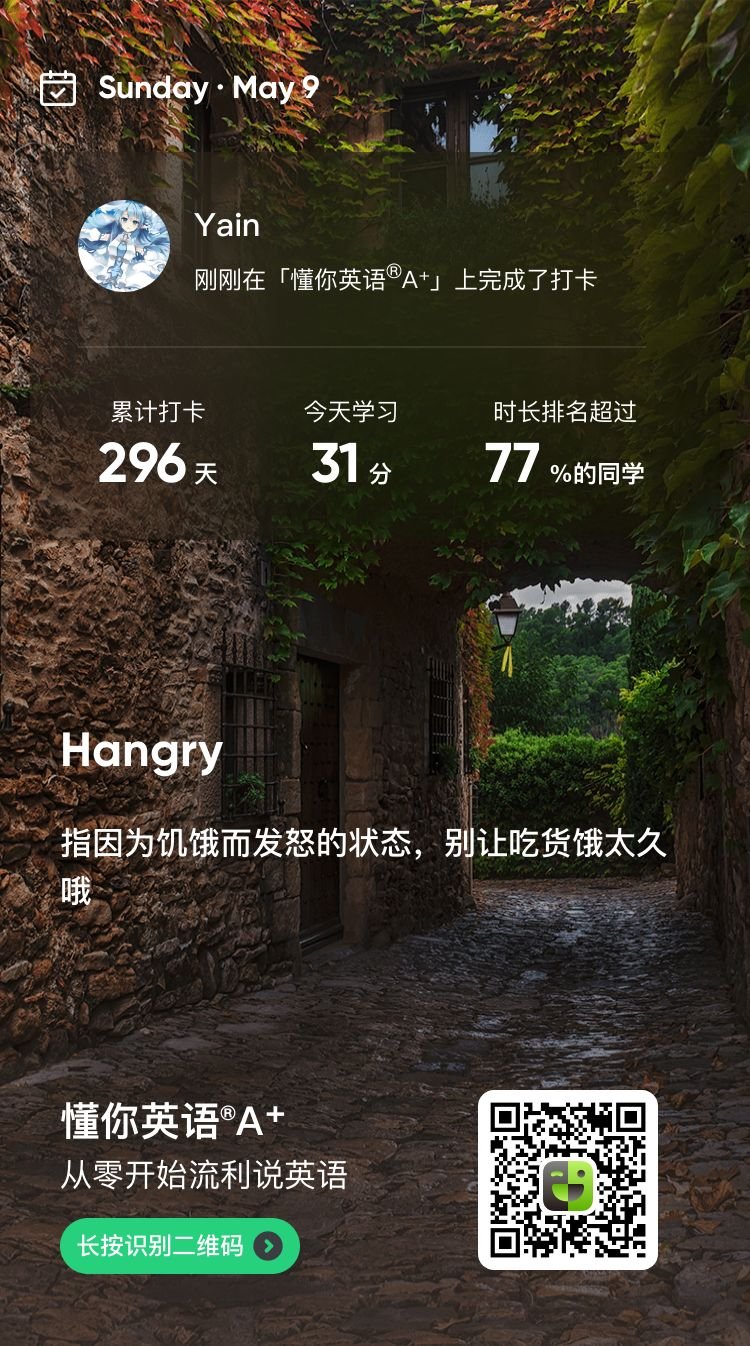 Sunday · May 9
Yain
刚刚在「懂你英语®A⁺」上完成了打卡
累计打卡 今天学习 时长排名超过
296 天 31 分 77 %的同学
Hangry
指因为饥饿而发怒的状态，别让吃货饿太久
哦
懂你英语®A⁺
从零开始流利说英语
长按识别二维码